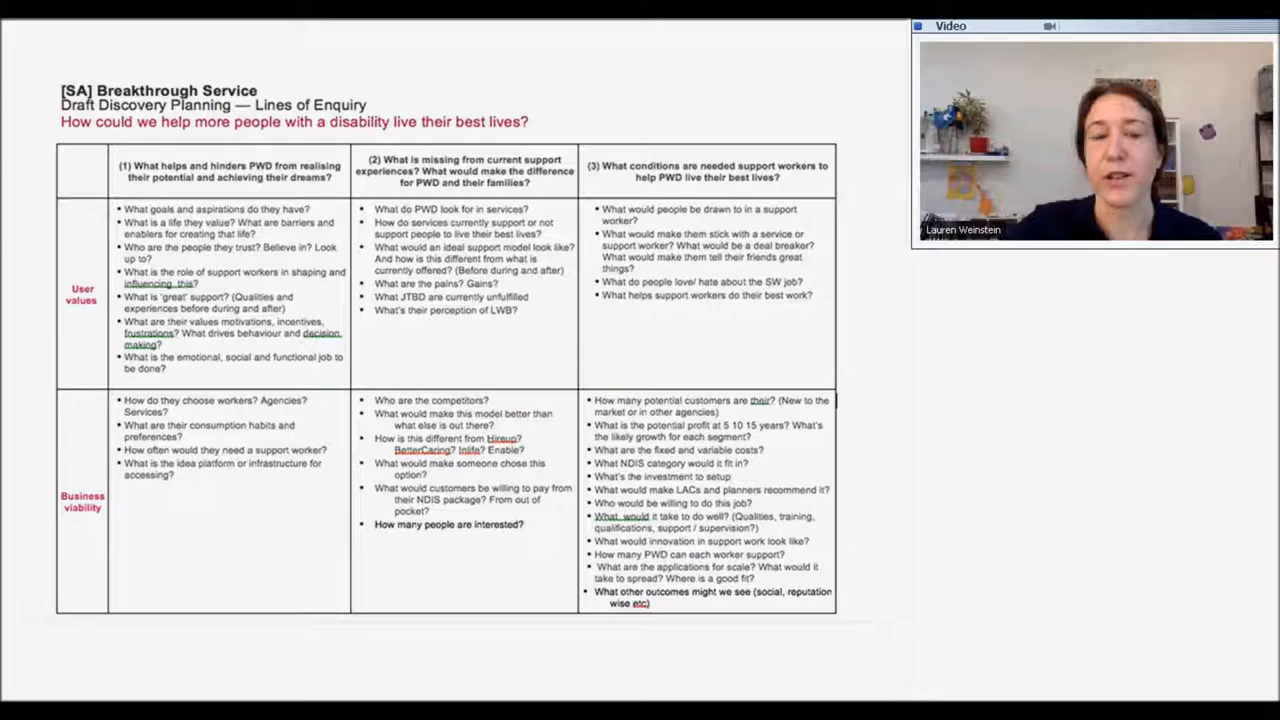 Video
Lauren Weinstein
[SA] Breakthrough Service
Draft Discovery Planning — Lines of Enquiry
How could we help more people with a disability live their best lives?
(1) What helps and hinders PWD from realising
their potential and achieving their dreams?
(2) What is missing from current support
experiences? What would make the difference
for PWD and their families?
(3) What conditions are needed support workers to
help PWD live their best lives?
User
values
• What goals and aspirations do they have?
• What is a life they value? What are barriers and
enablers for creating that life?
• Who are the people they trust? Believe in? Look
up to?
• What is the role of support workers in shaping and
influencing this?
• What is 'great' support? (Qualities and
experiences before during and after)
• What are their values motivations, incentives,
frustrations? What drives behaviour and decision
making?
• What is the emotional, social and functional job to
be done?
• What do PWD look for in services?
• How do services currently support or not
support people to live their best lives?
• What would an ideal support model look like?
And how is this different from what is
currently offered? (Before during and after)
• What are the pains? Gains?
• What JTBD are currently unfulfilled
• What's their perception of LWB?
• What would people be drawn to in a support
worker?
• What would make them stick with a service or
support worker? What would be a deal breaker?
What would make them tell their friends great
things?
• What do people love/ hate about the SW job?
• What helps support workers do their best work?
Business
viability
• How do they choose workers? Agencies?
Services?
• What are their consumption habits and
preferences?
• How often would they need a support worker?
• What is the idea platform or infrastructure for
accessing?
• Who are the competitors?
• What would make this model better than
what else is out there?
• How is this different from Hireup?
BetterCaring? Inlife? Enable?
• What would make someone chose this
option?
• What would customers be willing to pay from
their NDIS package? From out of
pocket?
• How many people are interested?
• How many potential customers are their? (New to the
market or in other agencies)
• What is the potential profit at 5 10 15 years? What's
the likely growth for each segment?
• What are the fixed and variable costs?
• What NDIS category would it fit in?
• What's the investment to setup
• What would make LACs and planners recommend it?
• Who would be willing to do this job?
• What would it take to do well? (Qualities, training,
qualifications, support / supervision?)
• What would innovation in support work look like?
• How many PWD can each worker support?
• What are the applications for scale? What would it
take to spread? Where is a good fit?
• What other outcomes might we see (social, reputation
wise etc)